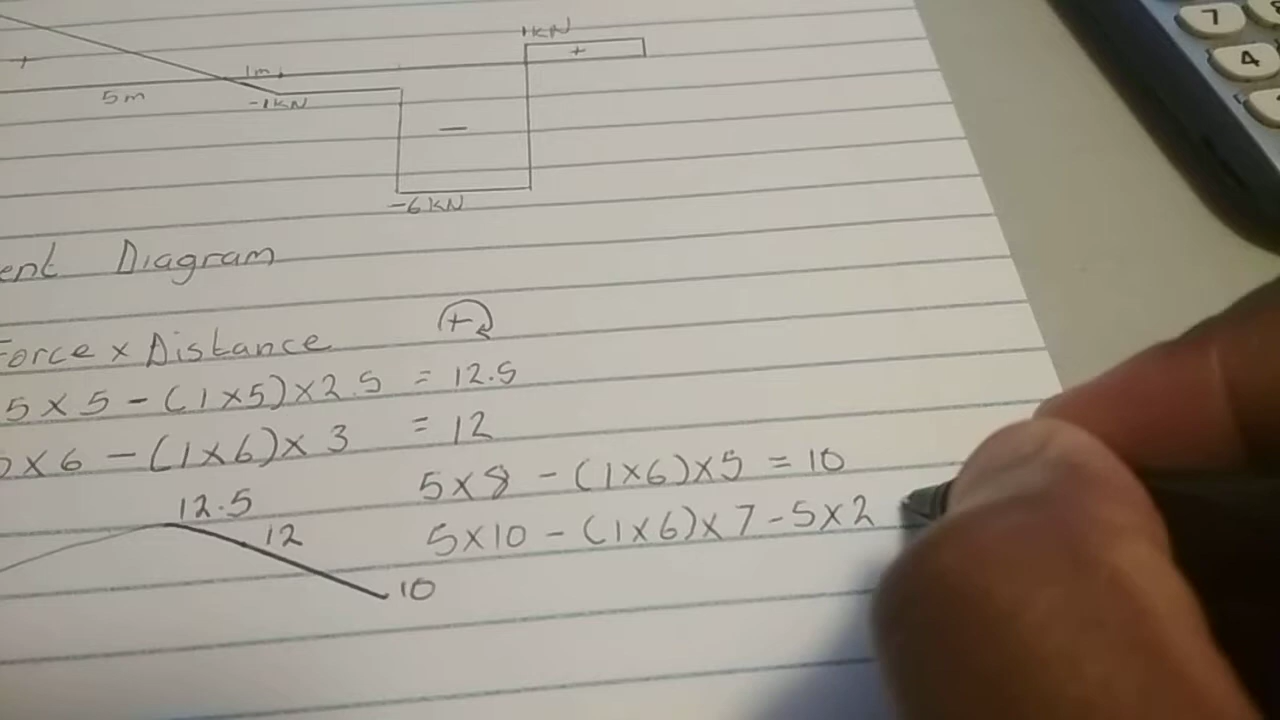 1KN
+
+
1m
5m
-1KN
—
-6KN
ent Diagram
Force × Distance +
5 × 5 - (1×5)×2.5 = 12.5
5×6 - (1×6)×3 = 12
5×8 - (1×6)×5 = 10
5×10 - (1×6)×7 - 5×2
12.5
12
10
7
4